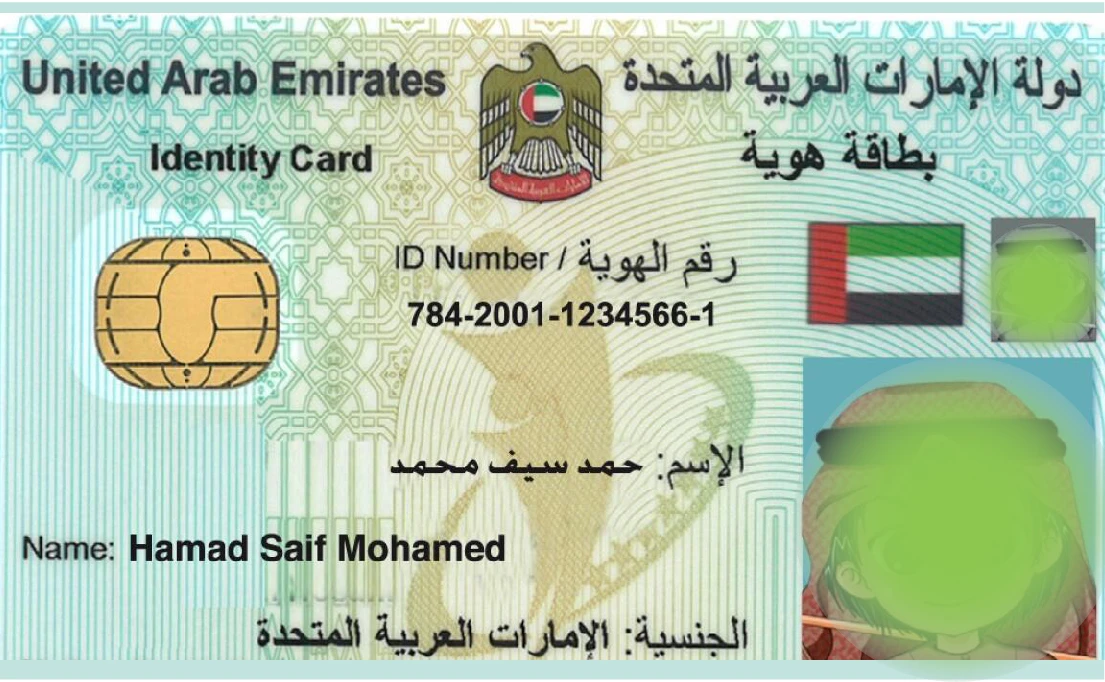 United Arab Emirates
دولة الإمارات العربية المتحدة
Identity Card
بطاقة هوية
ID Number / رقم الهوية
784-2001-1234566-1
الإسم: حمد سيف محمد
Name: Hamad Saif Mohamed
الجنسية: الإمارات العربية المتحدة